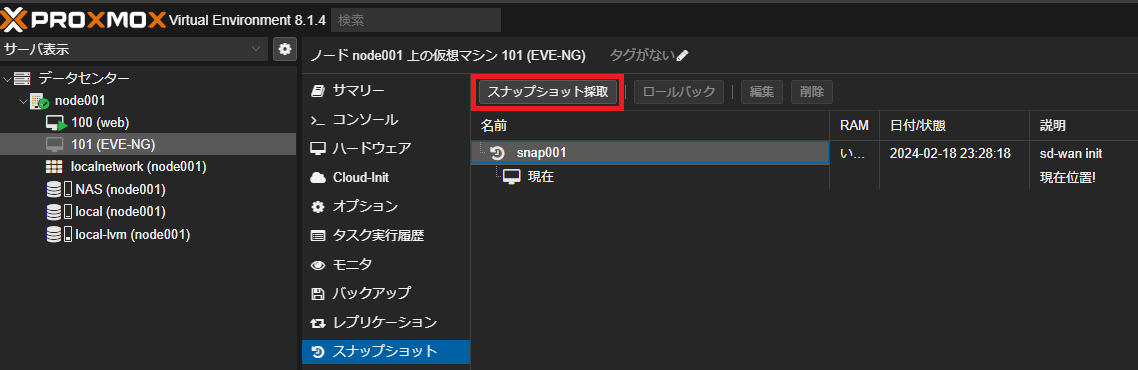 PROXMOX Virtual Environment 8.1.4 検索
サーバ表示
データセンター
node001
100 (web)
101 (EVE-NG)
localnetwork (node001)
NAS (node001)
local (node001)
local-lvm (node001)
ノード node001 上の仮想マシン 101 (EVE-NG) タグがない
サマリー
コンソール
ハードウェア
Cloud-Init
オプション
タスク実行履歴
モニタ
バックアップ
レプリケーション
スナップショット
スナップショット採取 ロールバック 編集 削除
名前 RAM 日付/状態 説明
snap001 い... 2024-02-18 23:28:18 sd-wan init
現在 現在位置!